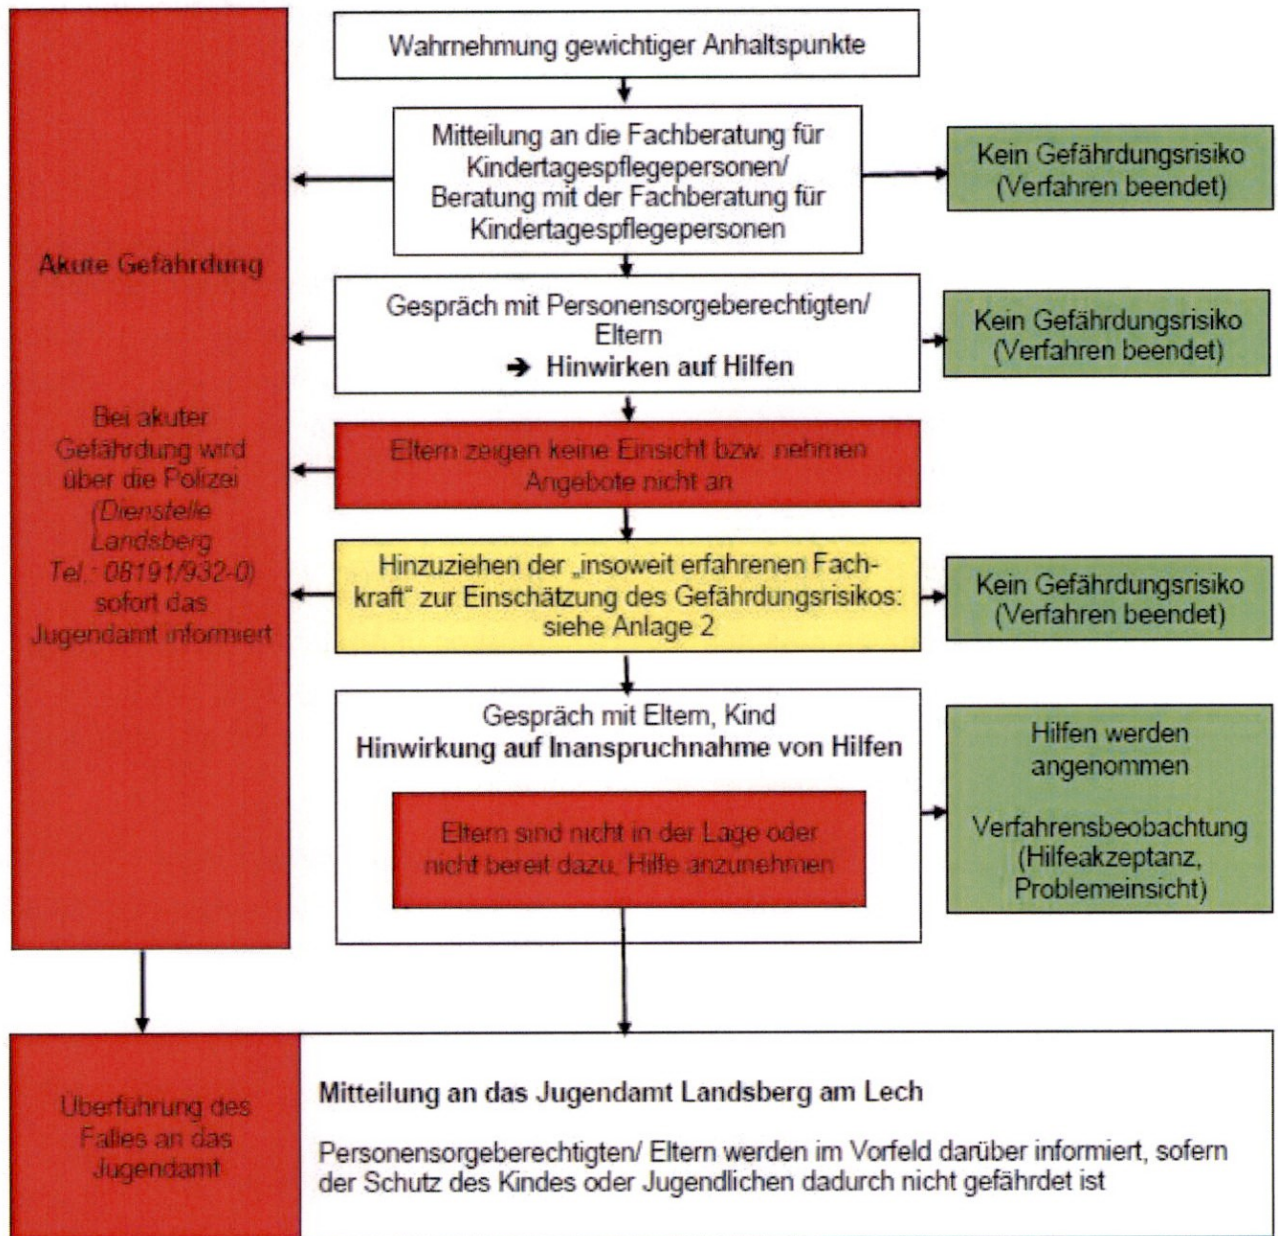 Wahrnehmung gewichtiger Anhaltspunkte
Mitteilung an die Fachberatung für
Kindertagespflegepersonen/
Beratung mit der Fachberatung für
Kindertagespflegepersonen
Kein Gefährdungsrisiko
(Verfahren beendet)
Akute Gefährdung
Bei akuter
Gefährdung wird
über die Polizei
(Dienstelle
Landsberg
Tel.: 08191/932-0)
sofort das
Jugendamt informiert
Gespräch mit Personensorgeberechtigten/
Eltern
➔ Hinwirken auf Hilfen
Kein Gefährdungsrisiko
(Verfahren beendet)
Eltern zeigen keine Einsicht bzw. nehmen
Angebote nicht an
Hinzuziehen der „insoweit erfahrenen Fach-
kraft“ zur Einschätzung des Gefährdungsrisikos:
siehe Anlage 2
Kein Gefährdungsrisiko
(Verfahren beendet)
Gespräch mit Eltern, Kind
Hinwirkung auf Inanspruchnahme von Hilfen
Eltern sind nicht in der Lage oder
nicht bereit dazu, Hilfe anzunehmen
Hilfen werden
angenommen
Verfahrensbeobachtung
(Hilfeakzeptanz,
Problemeinsicht)
Überführung des
Falles an das
Jugendamt
Mitteilung an das Jugendamt Landsberg am Lech
Personensorgeberechtigten/ Eltern werden im Vorfeld darüber informiert, sofern
der Schutz des Kindes oder Jugendlichen dadurch nicht gefährdet ist